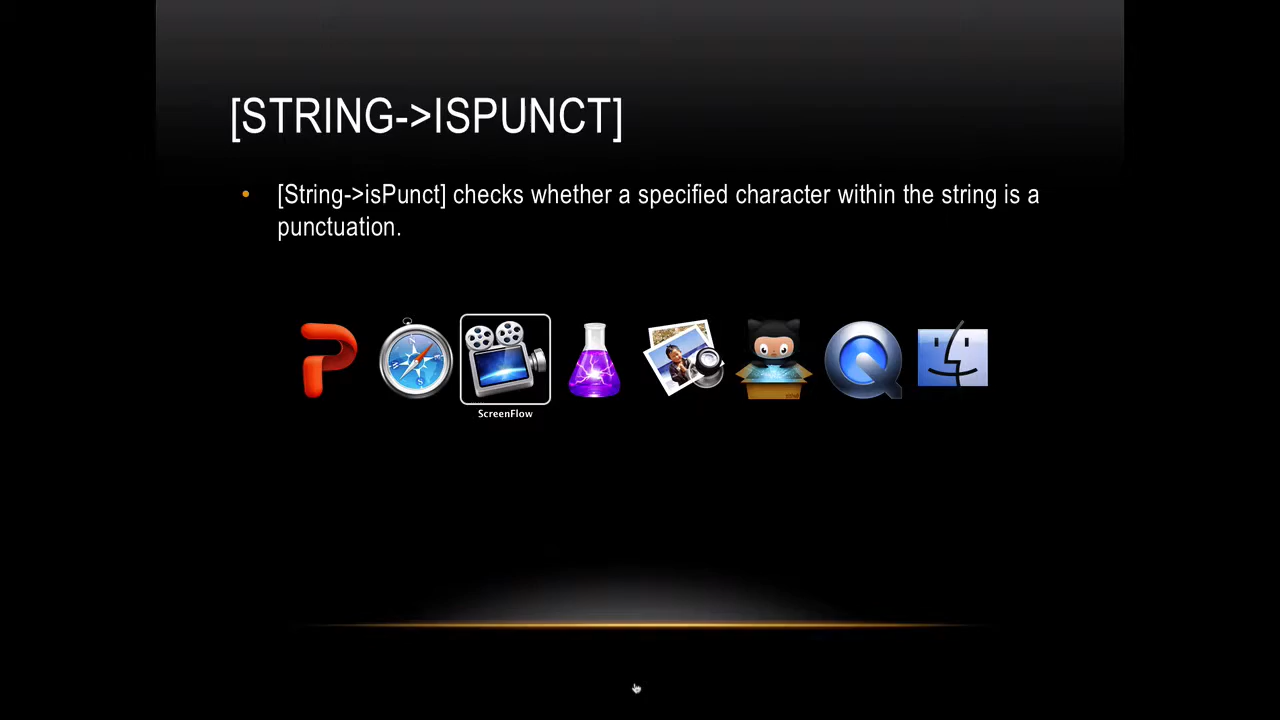 [STRING->ISPUNCT]
• [String->isPunct] checks whether a specified character within the string is a
punctuation.
ScreenFlow